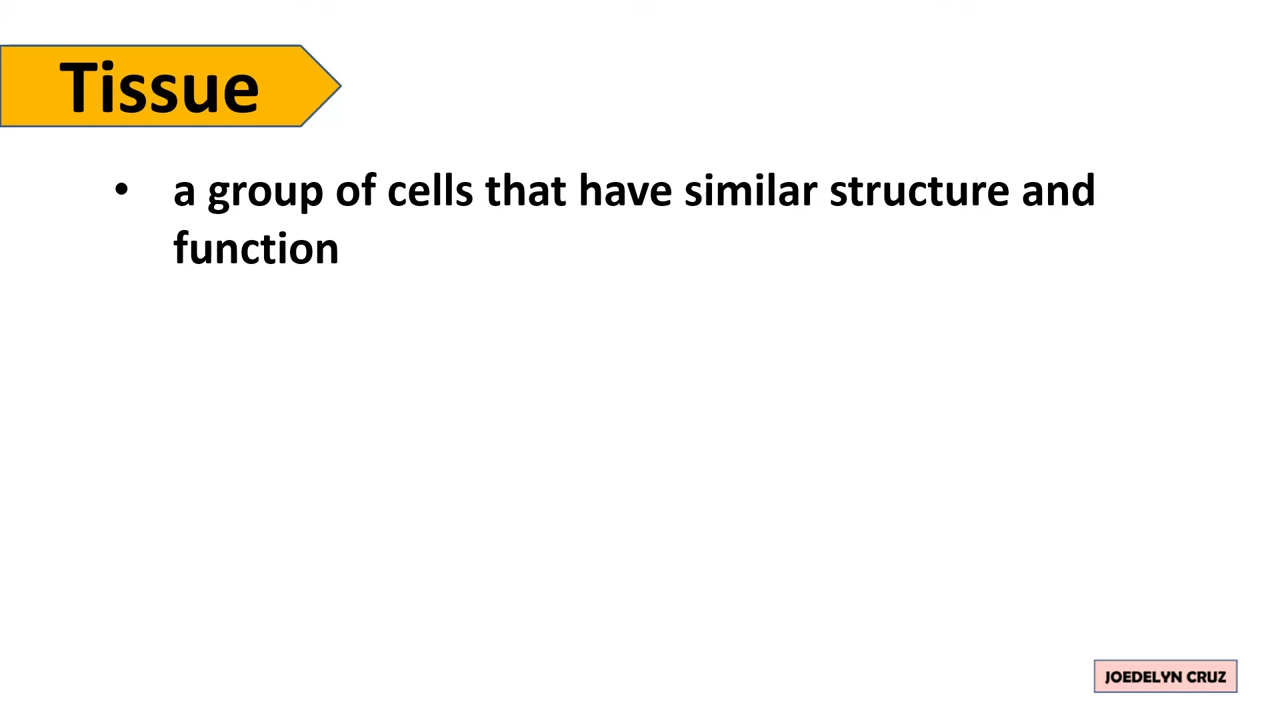 Tissue
• a group of cells that have similar structure and
function
JOEDELYN CRUZ